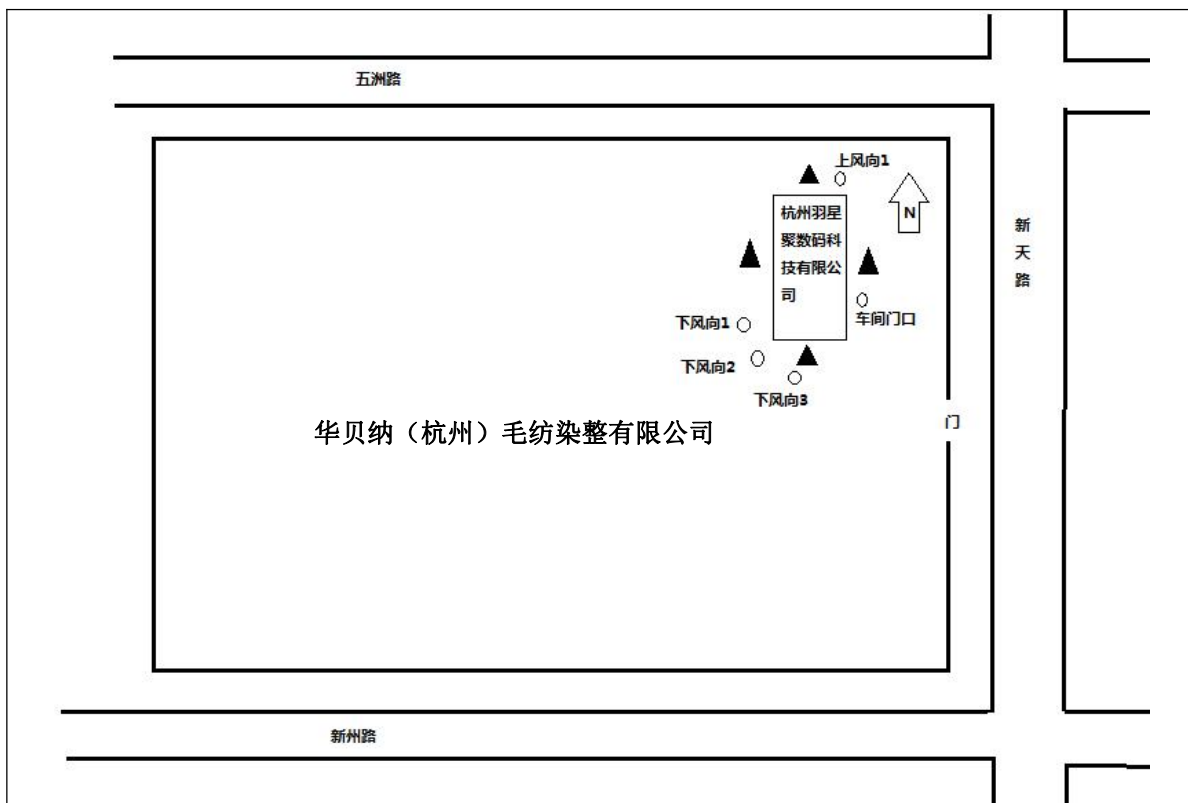 五洲路
上风向1
杭州羽星
聚数码科
技有限公
司
N
新
天
路
车间门口
下风向1
下风向2
下风向3
华贝纳（杭州）毛纺染整有限公司
门
新州路